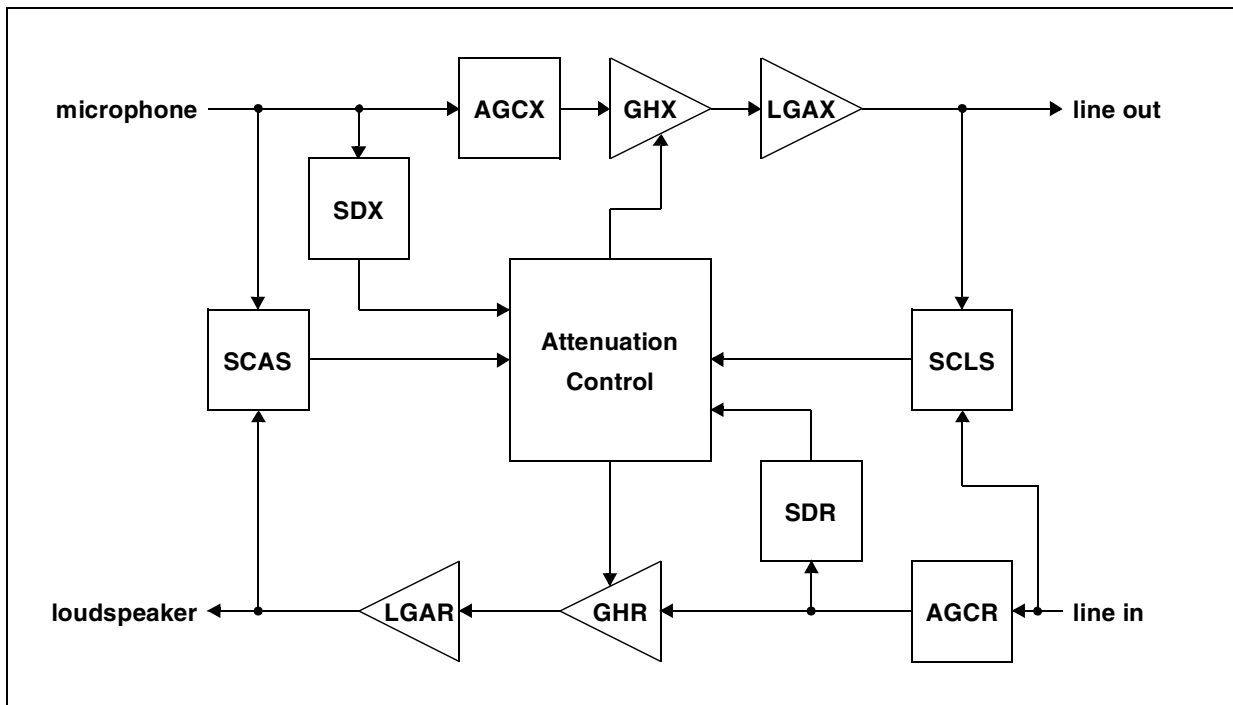 microphone
AGCX
GHX
LGAX
line out
SDX
Attenuation
Control
SCAS
SCLS
SDR
loudspeaker
LGAR
GHR
AGCR
line in